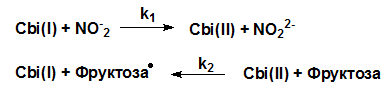 k₁
Cbi(I) + NO⁻₂ → Cbi(II) + NO₂²⁻
k₂
Cbi(I) + Фруктоза• ← Cbi(II) + Фруктоза